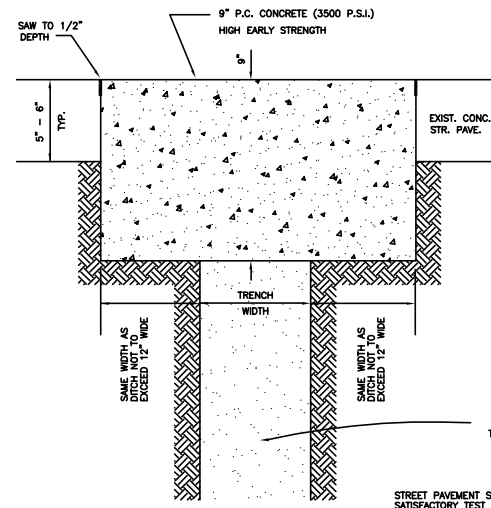 SAW TO 1/2"
DEPTH
9" P.C. CONCRETE (3500 P.S.I.)
HIGH EARLY STRENGTH
9"
5" - 6"
TYP.
EXIST. CONC.
STR. PAVE.
TRENCH
WIDTH
SAME WIDTH AS
DITCH NOT TO
EXCEED 12" WIDE
SAME WIDTH AS
DITCH NOT TO
EXCEED 12" WIDE
T
STREET PAVEMENT S
SATISFACTORY TEST